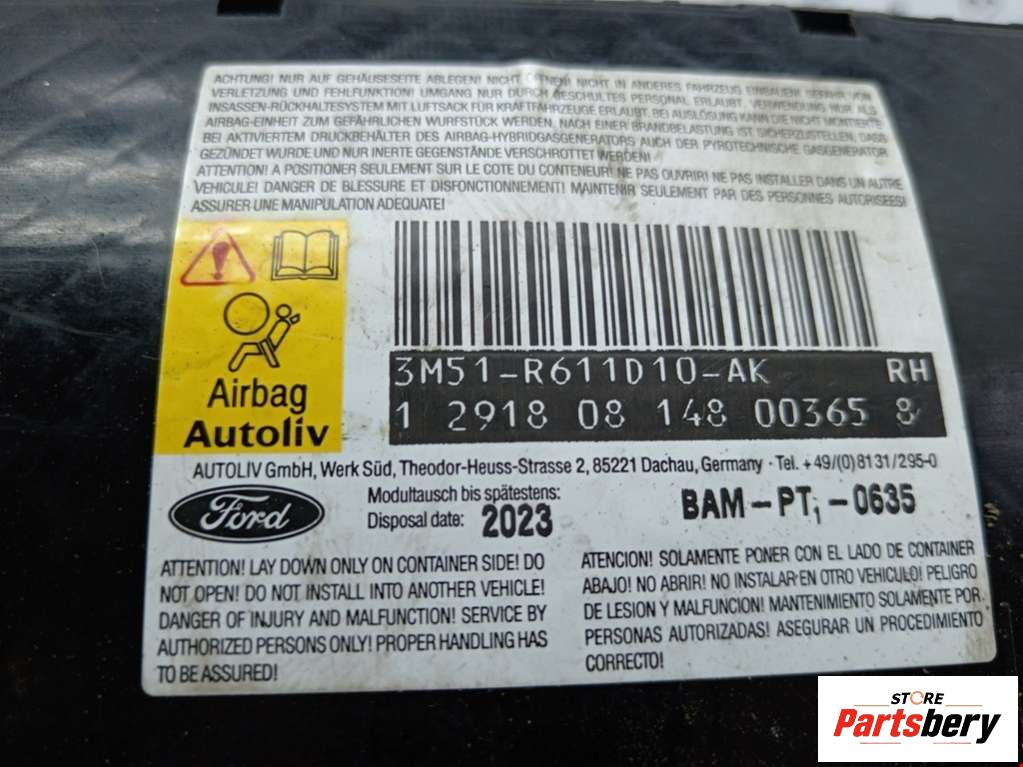 ACHTUNG! NUR AUF GEHÄUSESEITE ABLEGEN! NICHT ÖFFNEN! NICHT IN ANDERES FAHRZEUG EINBAUEN! GEFAHR VON
VERLETZUNG UND FEHLFUNKTION! UMGANG NUR DURCH GESCHULTES PERSONAL ERLAUBT. VERWENDUNG NUR ALS
INSASSEN-RÜCKHALTESYSTEM MIT LUFTSACK FÜR KRAFTFAHRZEUGE ERLAUBT. BEI AUSLÖSUNG KANN DIE NICHT MONTIERTE
AIRBAG-EINHEIT ZUM GEFÄHRLICHEN WURFSTÜCK WERDEN. NACH EINER BRANDBELASTUNG IST SICHERZUSTELLEN, DASS
BEI AKTIVIERTEM DRUCKBEHÄLTER DES AIRBAG-HYBRIDGASGENERATORS AUCH DER PYROTECHNISCHE GASGENERATOR
GEZÜNDET WURDE UND NUR INERTE GEGENSTÄNDE VERSCHROTTET WERDEN!
ATTENTION! A POSITIONER SEULEMENT SUR LE COTE DU CONTENEUR! NE PAS OUVRIR! NE PAS INSTALLER DANS UN AUTRE
VEHICULE! DANGER DE BLESSURE ET DISFONCTIONNEMENT! MAINTENIR SEULEMENT PAR DES PERSONNES AUTORISEES!
ASSURER UNE MANIPULATION ADEQUATE!
Airbag
Autoliv
3M51-R611D10-AK RH
1 2918 08 148 00365 8
AUTOLIV GmbH, Werk Süd, Theodor-Heuss-Strasse 2, 85221 Dachau, Germany · Tel. +49/(0)8131/295-0
Ford
Modultausch bis spätestens:
Disposal date: 2023
BAM-PT1-0635
ATTENTION! LAY DOWN ONLY ON CONTAINER SIDE! DO
NOT OPEN! DO NOT INSTALL INTO ANOTHER VEHICLE!
DANGER OF INJURY AND MALFUNCTION! SERVICE BY
AUTHORIZED PERSONS ONLY! PROPER HANDLING HAS
TO BE ASSURED!
ATENCION! SOLAMENTE PONER CON EL LADO DE CONTAINER
ABAJO! NO ABRIR! NO INSTALAR EN OTRO VEHICULO! PELIGRO
DE LESION Y MALFUNCION! MANTENIMIENTO SOLAMENTE POR
PERSONAS AUTORIZADAS! ASEGURAR UN PROCEDIMIENTO
CORRECTO!
STORE
Partsbery